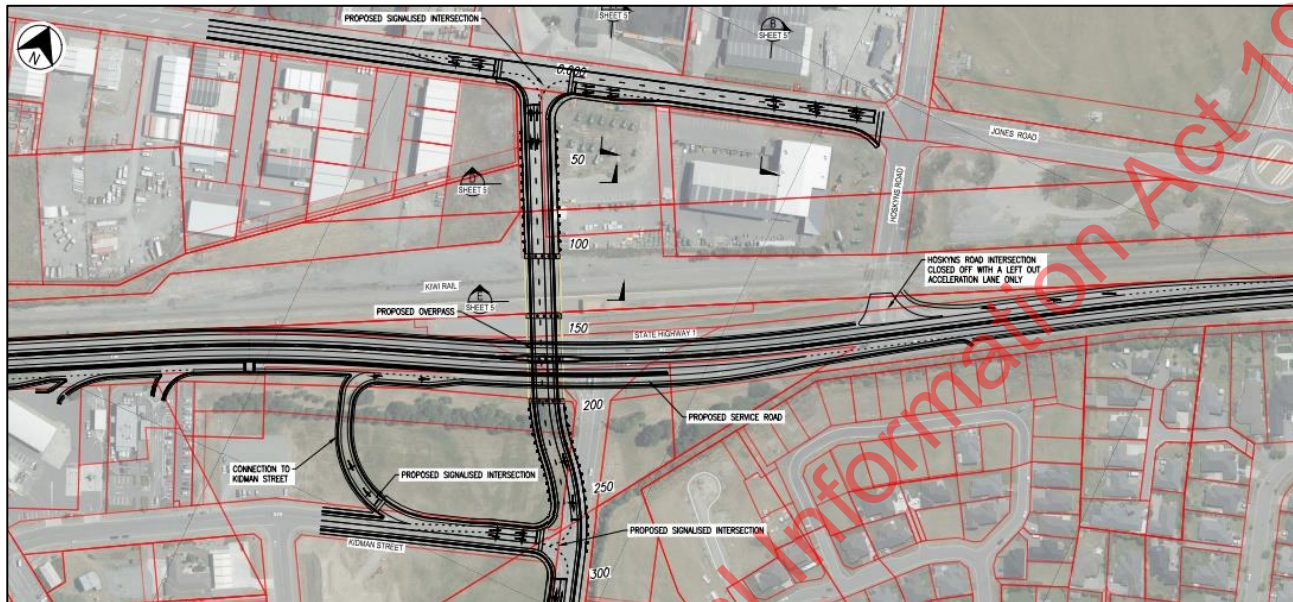 PROPOSED SIGNALISED INTERSECTION
SHEET 5
B
SHEET 5
N
0.000
JONES ROAD
50
D
SHEET 5
HOSKYNS ROAD
100
HOSKYNS ROAD INTERSECTION
CLOSED OFF WITH A LEFT OUT
ACCELERATION LANE ONLY
KIWI RAIL
E
SHEET 5
PROPOSED OVERPASS
150
STATE HIGHWAY 1
200
PROPOSED SERVICE ROAD
CONNECTION TO
KIDMAN STREET
PROPOSED SIGNALISED INTERSECTION
250
PROPOSED SIGNALISED INTERSECTION
KIDMAN STREET
300
Information Act 19